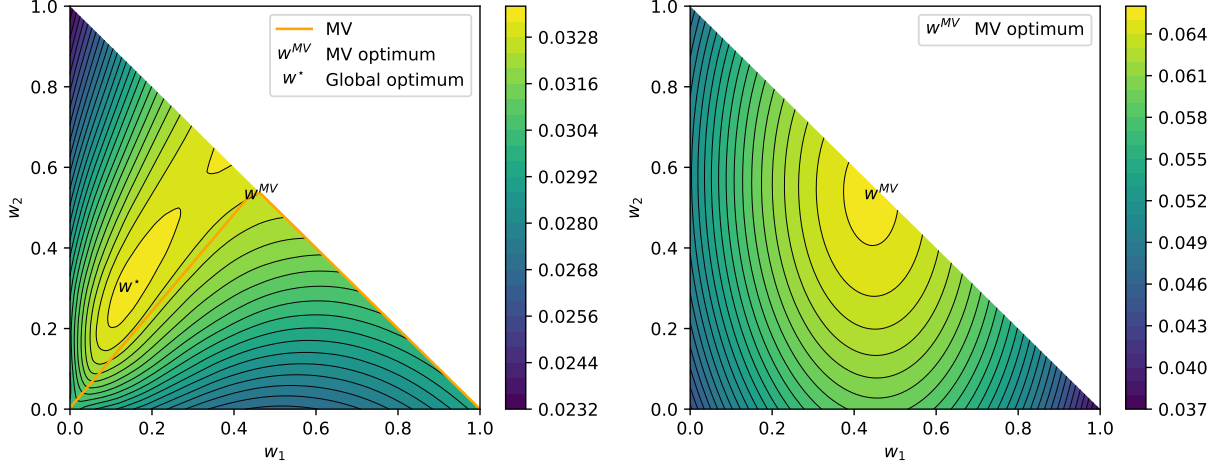 MV
w^{MV} MV optimum
w^{⋆} Global optimum
w^{MV}
w^{⋆}
1.0
0.8
0.6
0.4
0.2
0.0
w_2
0.0 0.2 0.4 0.6 0.8 1.0
w_1
0.0328
0.0316
0.0304
0.0292
0.0280
0.0268
0.0256
0.0244
0.0232
w^{MV} MV optimum
w^{MV}
1.0
0.8
0.6
0.4
0.2
0.0
w_2
0.0 0.2 0.4 0.6 0.8 1.0
w_1
0.064
0.061
0.058
0.055
0.052
0.049
0.046
0.043
0.040
0.037